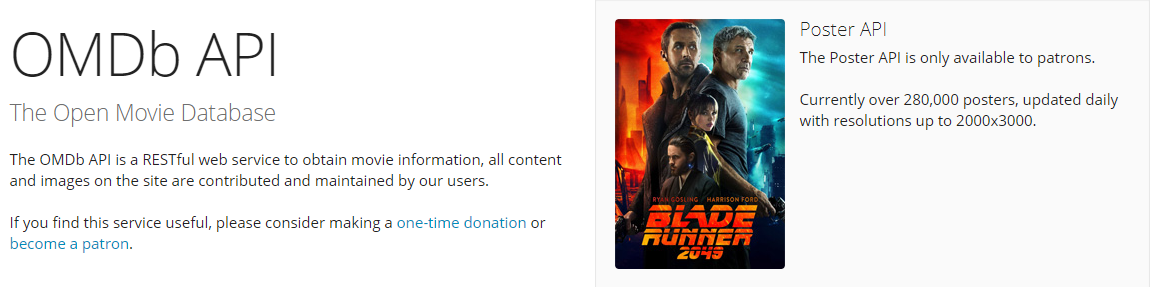 OMDb API
The Open Movie Database
The OMDb API is a RESTful web service to obtain movie information, all content
and images on the site are contributed and maintained by our users.
If you find this service useful, please consider making a one-time donation or
become a patron.
RYAN GOSLING HARRISON FORD
BLADE
RUNNER
2049
Poster API
The Poster API is only available to patrons.
Currently over 280,000 posters, updated daily
with resolutions up to 2000x3000.